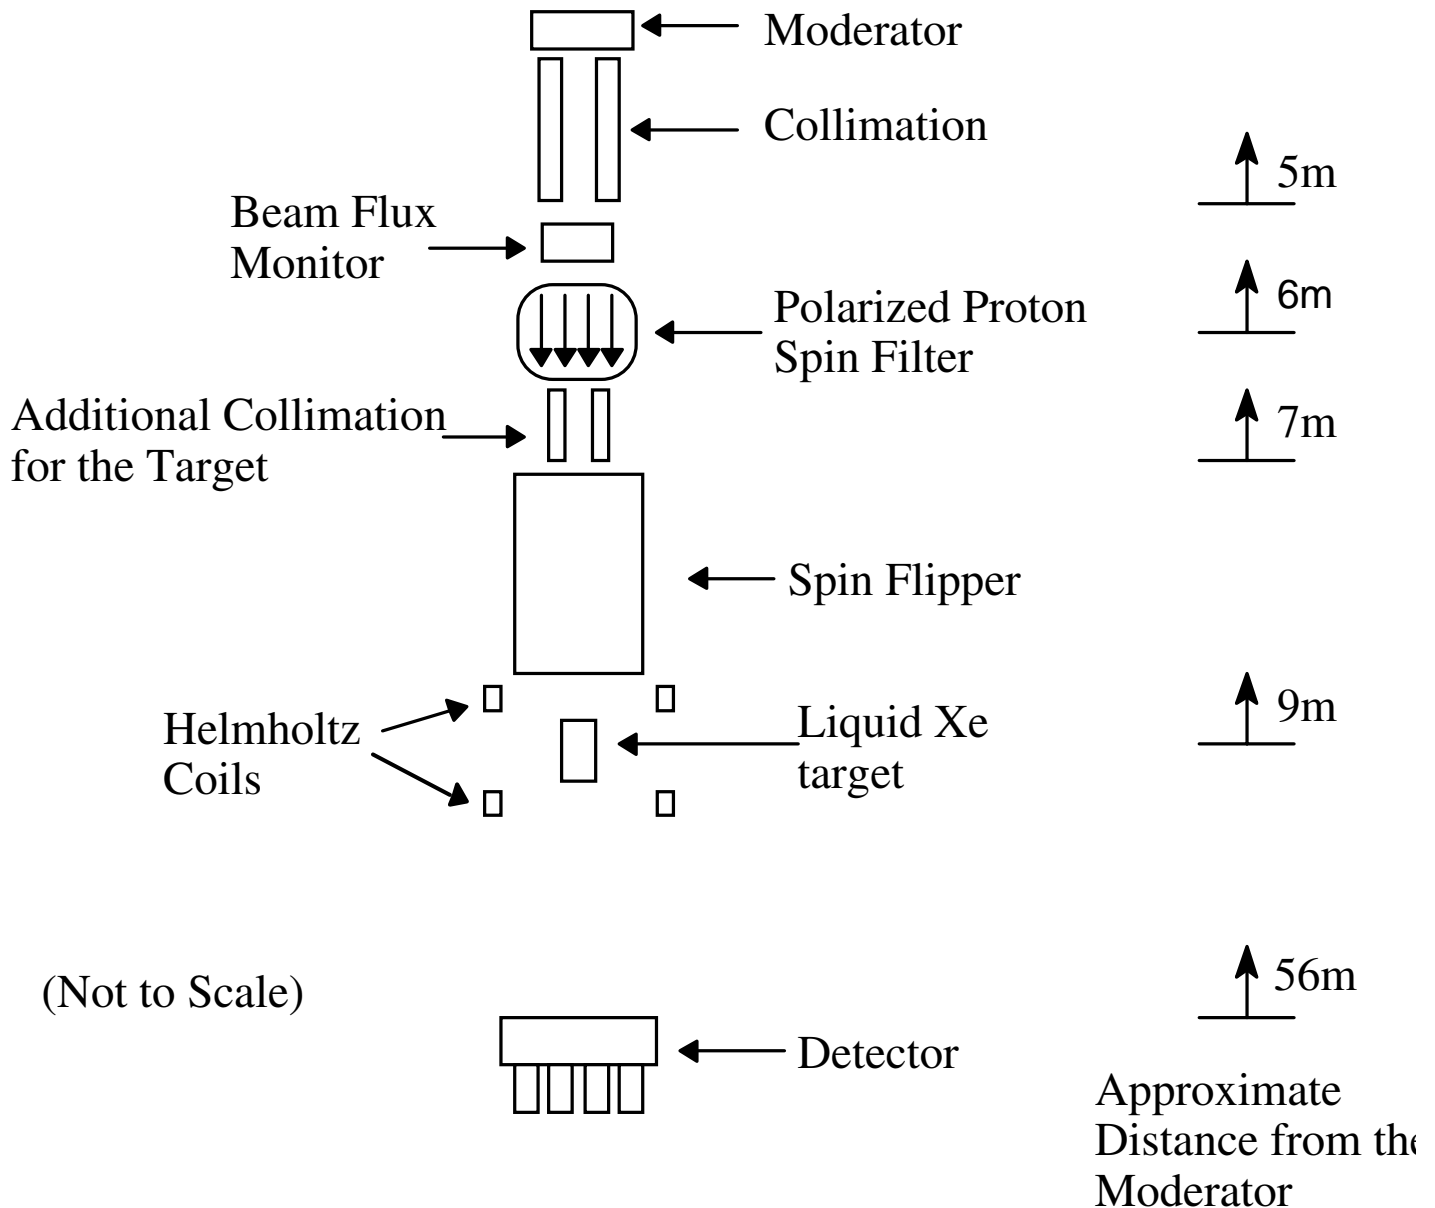 Moderator
Collimation
5m
Beam Flux
Monitor
Polarized Proton
Spin Filter
6m
Additional Collimation
for the Target
7m
Spin Flipper
Helmholtz
Coils
Liquid Xe
target
9m
(Not to Scale)
56m
Detector
Approximate
Distance from the
Moderator